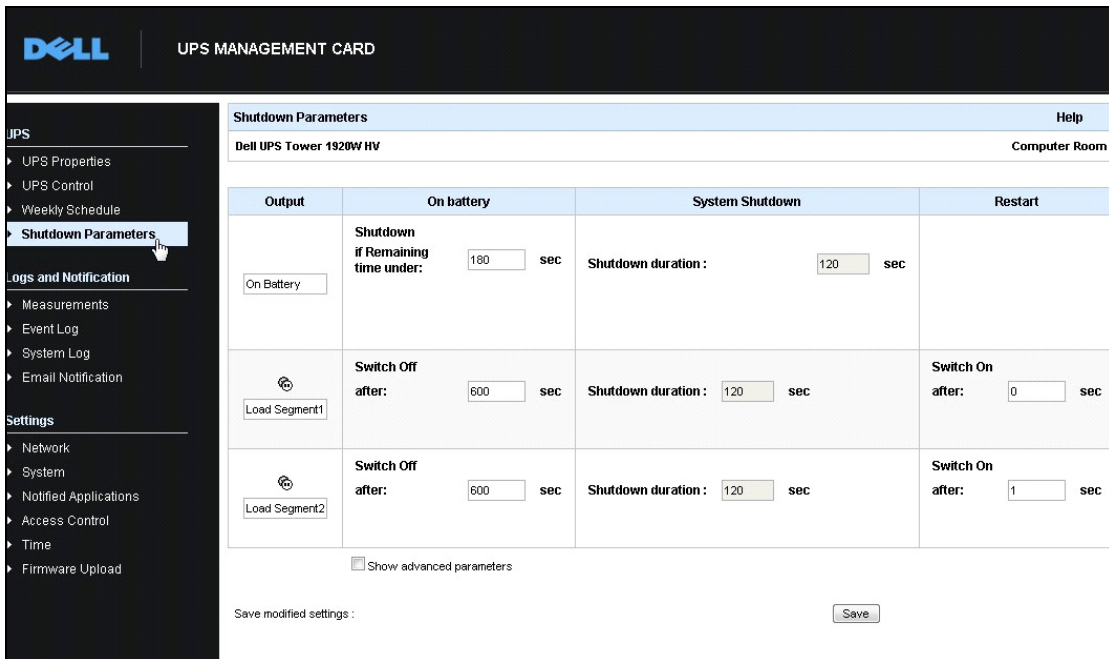 DELL
UPS MANAGEMENT CARD
UPS
UPS Properties
UPS Control
Weekly Schedule
Shutdown Parameters
Logs and Notification
Measurements
Event Log
System Log
Email Notification
Settings
Network
System
Notified Applications
Access Control
Time
Firmware Upload
Shutdown Parameters Help
Dell UPS Tower 1920W HV Computer Room
Output On battery System Shutdown Restart
On Battery
Shutdown
if Remaining
time under: 180 sec
Shutdown duration : 120 sec
Load Segment1
Switch Off
after: 600 sec
Shutdown duration : 120 sec
Switch On
after: 0 sec
Load Segment2
Switch Off
after: 600 sec
Shutdown duration : 120 sec
Switch On
after: 1 sec
Show advanced parameters
Save modified settings : Save